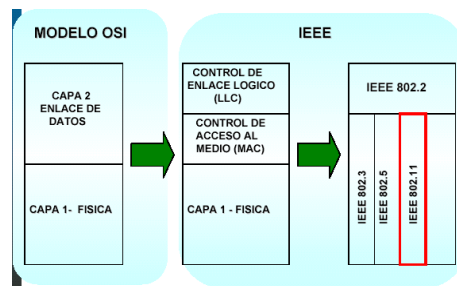 MODELO OSI
IEEE
CAPA 2
ENLACE DE
DATOS
CAPA 1- FISICA
CONTROL DE
ENLACE LOGICO
(LLC)
CONTROL DE
ACCESO AL
MEDIO (MAC)
CAPA 1 - FISICA
IEEE 802.2
IEEE 802.3
IEEE 802.5
IEEE 802.11